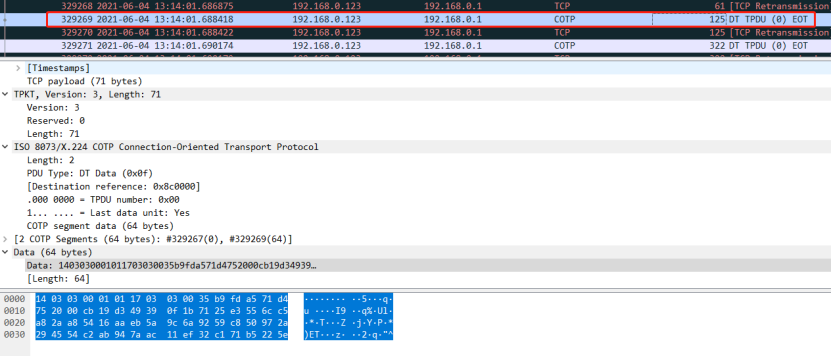 329268 2021-06-04 13:14:01.686875 192.168.0.123 192.168.0.1 TCP 61 [TCP Retransmission
329269 2021-06-04 13:14:01.688418 192.168.0.123 192.168.0.1 COTP 125 DT TPDU (0) EOT
329270 2021-06-04 13:14:01.688422 192.168.0.123 192.168.0.1 TCP 125 [TCP Retransmission
329271 2021-06-04 13:14:01.690174 192.168.0.123 192.168.0.1 COTP 322 DT TPDU (0) EOT
[Timestamps]
TCP payload (71 bytes)
TPKT, Version: 3, Length: 71
Version: 3
Reserved: 0
Length: 71
ISO 8073/X.224 COTP Connection-Oriented Transport Protocol
Length: 2
PDU Type: DT Data (0x0f)
[Destination reference: 0x8c0000]
.000 0000 = TPDU number: 0x00
1... .... = Last data unit: Yes
COTP segment data (64 bytes)
[2 COTP Segments (64 bytes): #329267(0), #329269(64)]
Data (64 bytes)
Data: 1403030001011703030035b9fda571d4752000cb19d34939…
[Length: 64]
0000 14 03 03 00 01 01 17 03 03 00 35 b9 fd a5 71 d4 ········ ··5···q·
0010 75 20 00 cb 19 d3 49 39 0f 1b 71 25 e3 55 6c c5 u ····I9 ··q%·Ul·
0020 a8 2a a8 54 16 aa eb 5a 9c 6a 92 59 c8 50 97 2a ·*·T···Z ·j·Y·P·*
0030 29 45 54 c2 ab 94 7a ac 11 ef 32 c1 71 b5 22 5e )ET···z· ··2·q·"^